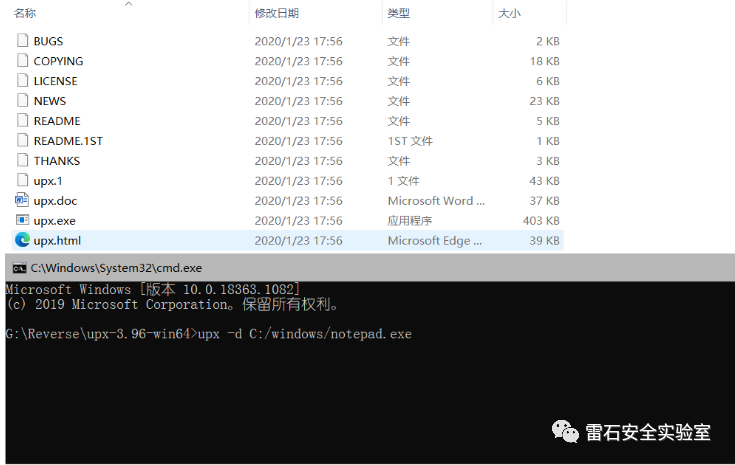 名称 修改日期 类型 大小
BUGS 2020/1/23 17:56 文件 2 KB
COPYING 2020/1/23 17:56 文件 18 KB
LICENSE 2020/1/23 17:56 文件 6 KB
NEWS 2020/1/23 17:56 文件 23 KB
README 2020/1/23 17:56 文件 5 KB
README.1ST 2020/1/23 17:56 1ST 文件 1 KB
THANKS 2020/1/23 17:56 文件 3 KB
upx.1 2020/1/23 17:56 1 文件 43 KB
upx.doc 2020/1/23 17:56 Microsoft Word ... 37 KB
upx.exe 2020/1/23 17:56 应用程序 403 KB
upx.html 2020/1/23 17:56 Microsoft Edge ... 39 KB
C:\Windows\System32\cmd.exe
Microsoft Windows [版本 10.0.18363.1082]
(c) 2019 Microsoft Corporation。保留所有权利。
G:\Reverse\upx-3.96-win64>upx -d C:/windows/notepad.exe
雷石安全实验室